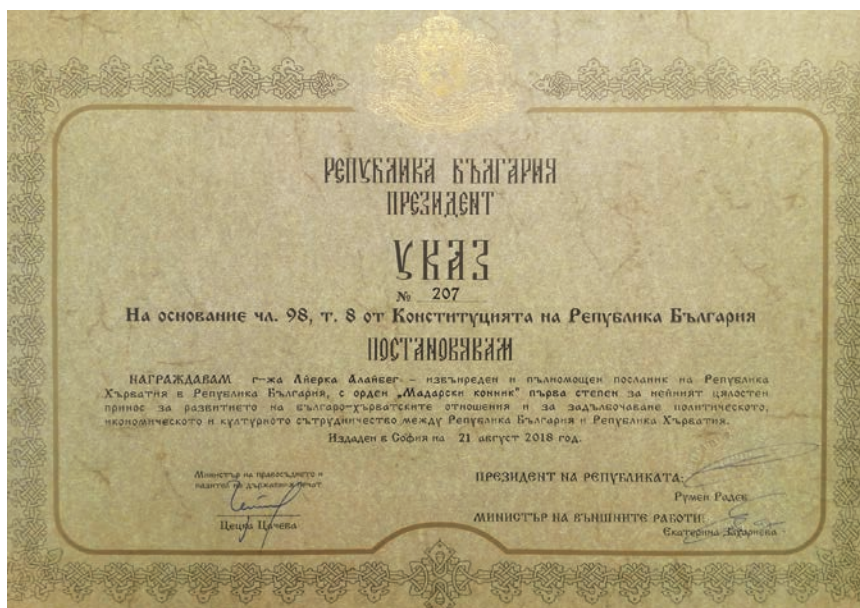 РЕПУБЛИКА БЪЛГАРИЯ
ПРЕЗИДЕНТ
УКАЗ
№ 207
На основание чл. 98, т. 8 от Конституцията на Република България
ПОСТАНОВЯВАМ
НАГРАЖДАВАМ г-жа Айерка Алайбег – извънреден и пълномощен посланик на Република
Хърватия в Република България, с орден „Мадарски конник" първа степен за нейният цялостен
принос за развитието на българо-хърватските отношения и за задълбочаване политическото,
икономическото и културното сътрудничество между Република България и Република Хърватия.
Издаден в София на 21 август 2018 год.
Министър на правосъдието и
пазител на държавния печат
Цецка Цачева
ПРЕЗИДЕНТ НА РЕПУБЛИКАТА:
Румен Радев
МИНИСТЪР НА ВЪНШНИТЕ РАБОТИ:
Екатерина Захариева